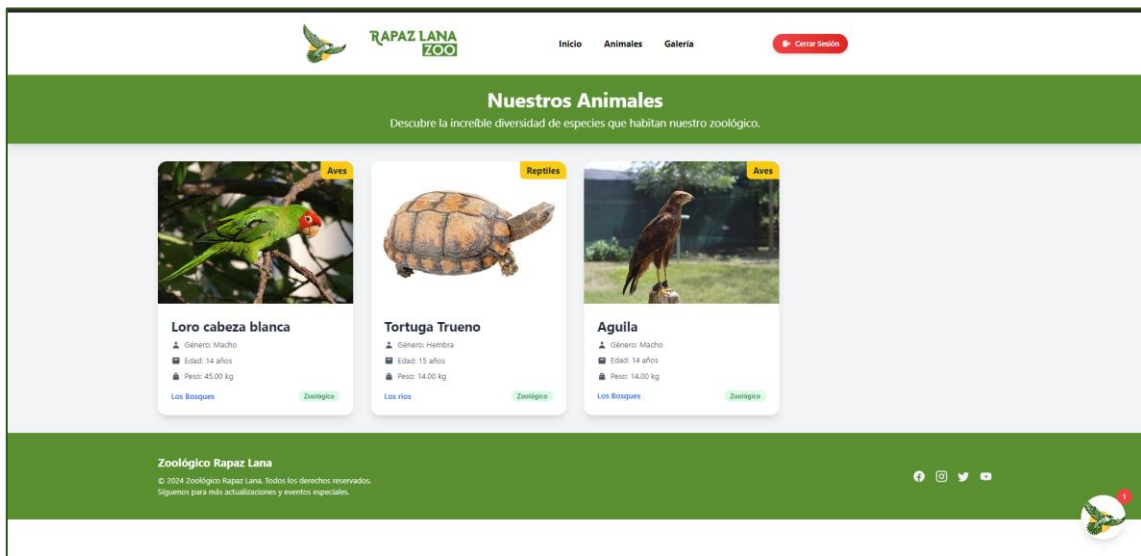 RAPAZ LANA
ZOO
Inicio Animales Galería
Cerrar Sesión
Nuestros Animales
Descubre la increíble diversidad de especies que habitan nuestro zoológico.
Aves
Reptiles
Aves
Loro cabeza blanca
Género: Macho
Edad: 14 años
Peso: 45.00 kg
Los Bosques
Zoológico
Tortuga Trueno
Género: Hembra
Edad: 15 años
Peso: 14.00 kg
Los rios
Zoológico
Aguila
Género: Macho
Edad: 14 años
Peso: 14.00 kg
Los Bosques
Zoológico
Zoológico Rapaz Lana
© 2024 Zoológico Rapaz Lana. Todos los derechos reservados.
Síguenos para más actualizaciones y eventos especiales.
1